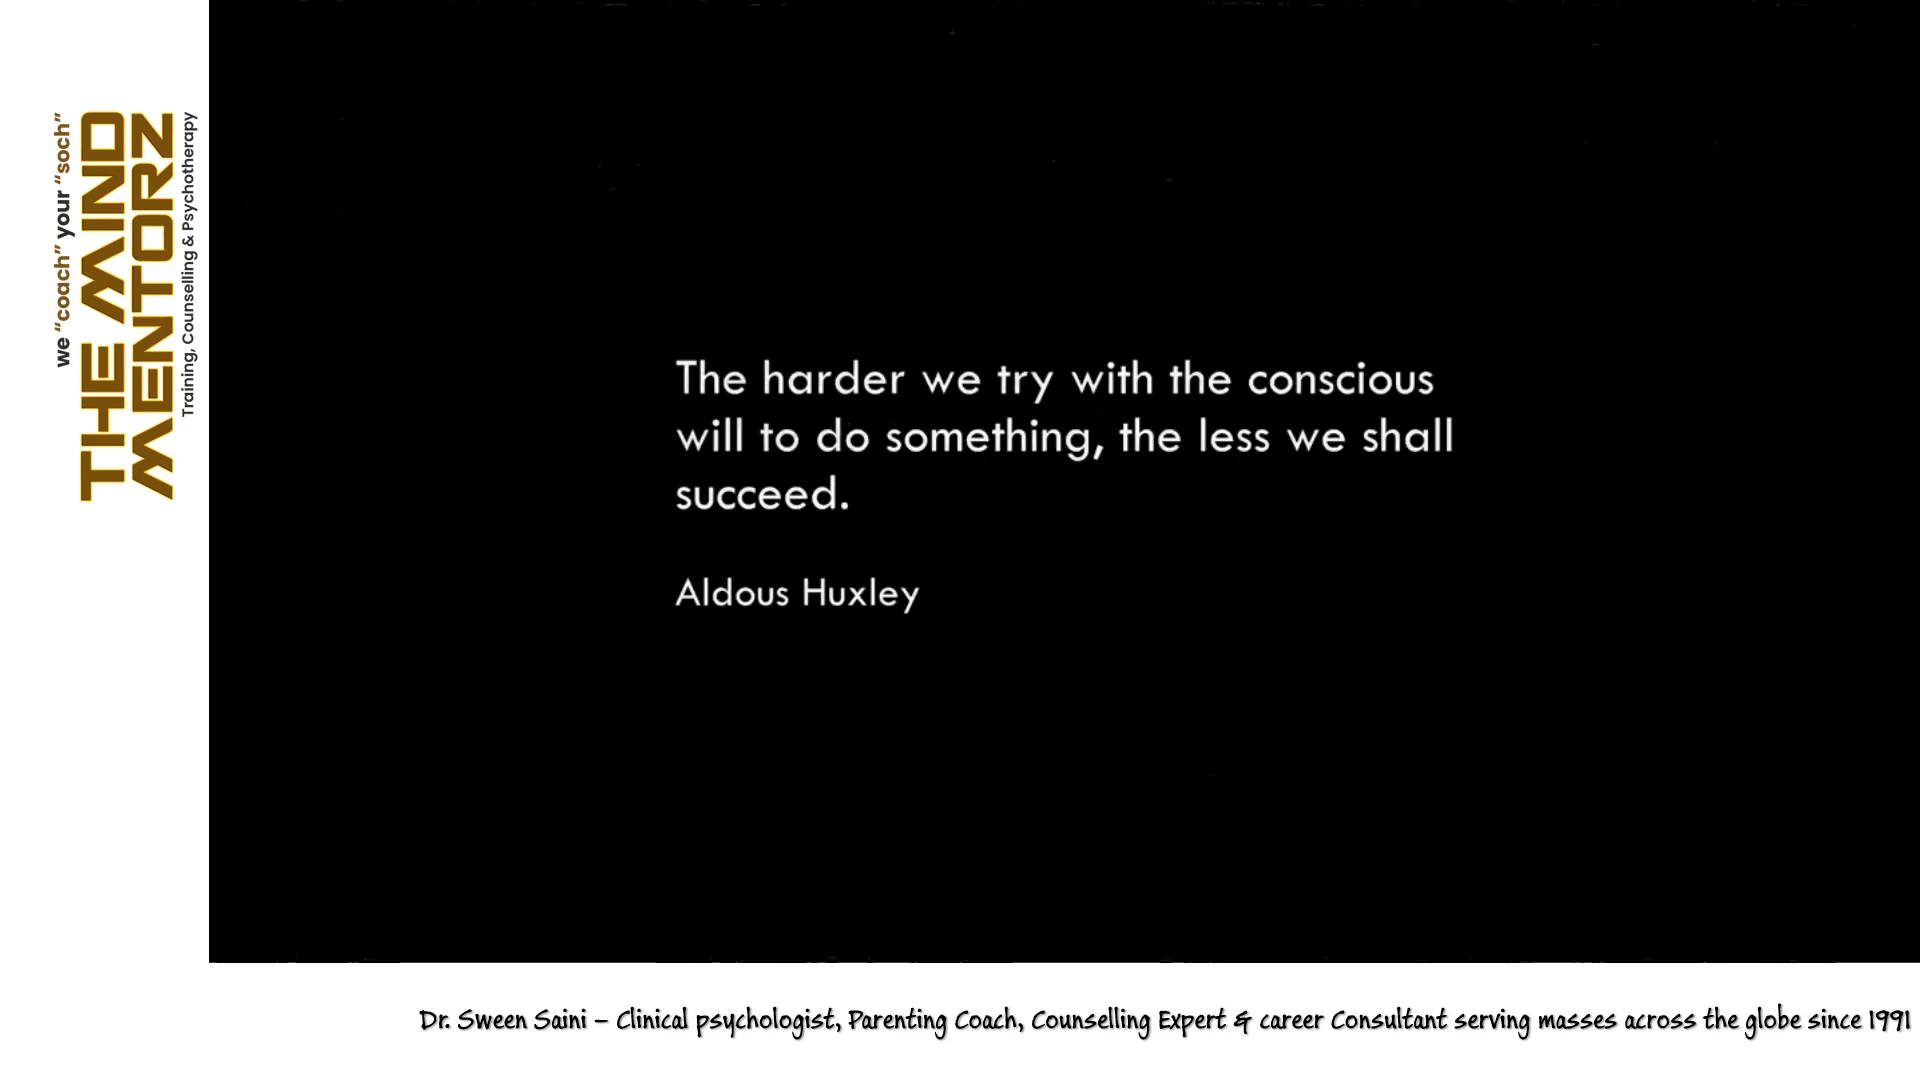 we “coach” your “soch”
THE MIND
MENTORZ
Training, Counselling & Psychotherapy
The harder we try with the conscious
will to do something, the less we shall
succeed.
Aldous Huxley
Dr. Sween Saini – Clinical psychologist, Parenting Coach, Counselling Expert & career Consultant serving masses across the globe since 1991